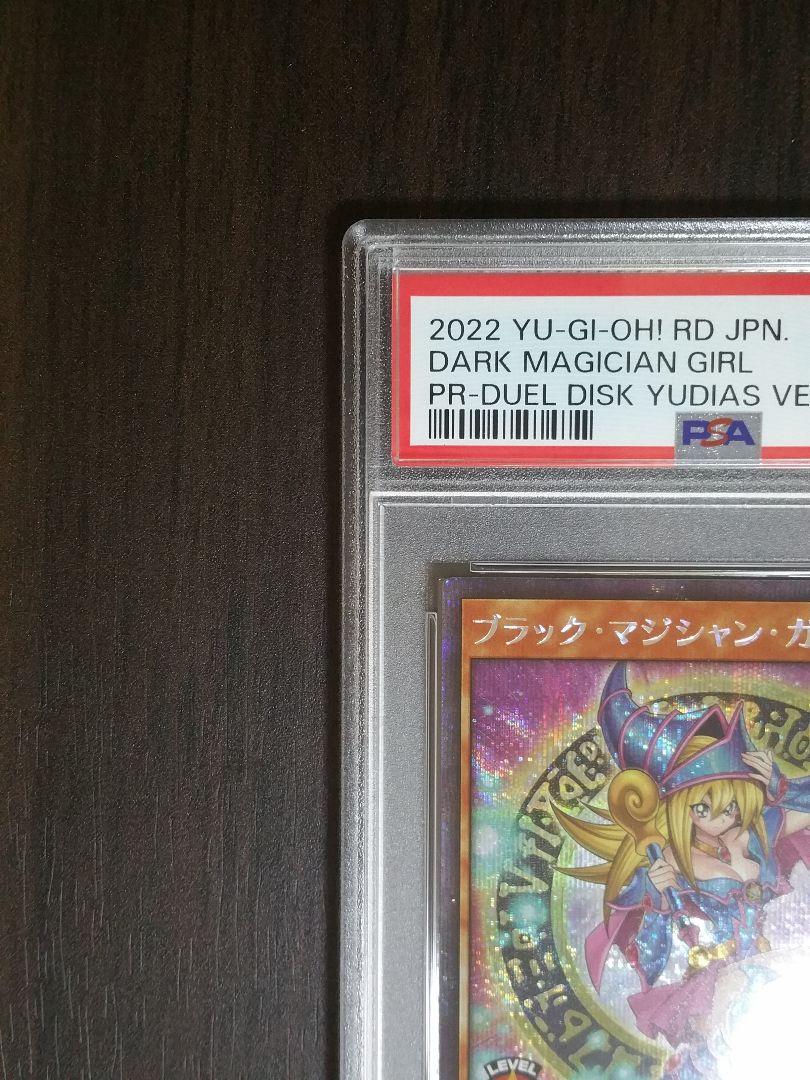 2022 YU-GI-OH! RD JPN.
DARK MAGICIAN GIRL
PR-DUEL DISK YUDIAS VE
PSA
ブラック・マジシャン・ガ
LEVEL